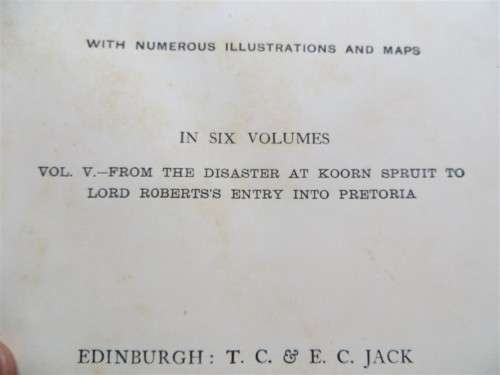 WITH NUMEROUS ILLUSTRATIONS AND MAPS
IN SIX VOLUMES
VOL. V.—FROM THE DISASTER AT KOORN SPRUIT TO
LORD ROBERTS'S ENTRY INTO PRETORIA
EDINBURGH: T. C. & E. C. JACK